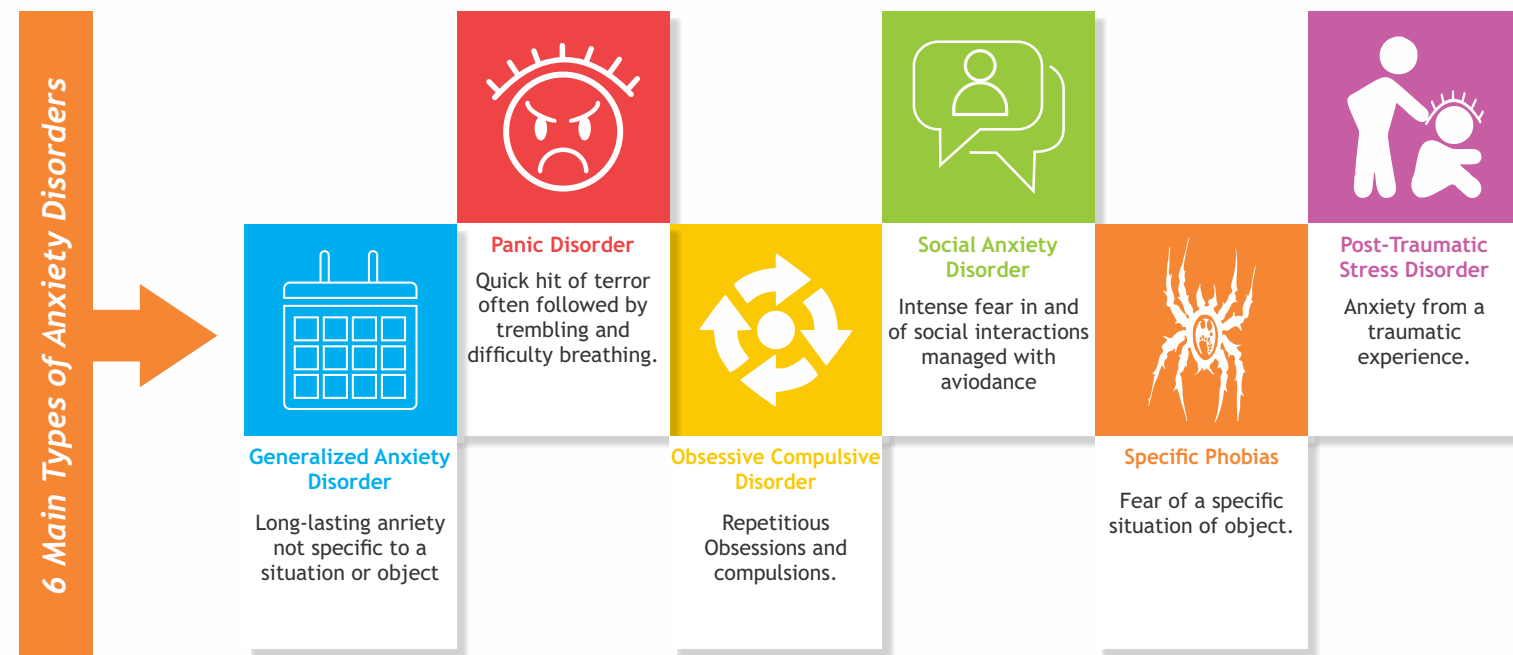 6 Main Types of Anxiety Disorders
Generalized Anxiety
Disorder
Long-lasting anriety
not specific to a
situation or object
Panic Disorder
Quick hit of terror
often followed by
trembling and
difficulty breathing.
Obsessive Compulsive
Disorder
Repetitious
Obsessions and
compulsions.
Social Anxiety
Disorder
Intense fear in and
of social interactions
managed with
aviodance
Specific Phobias
Fear of a specific
situation of object.
Post-Traumatic
Stress Disorder
Anxiety from a
traumatic
experience.